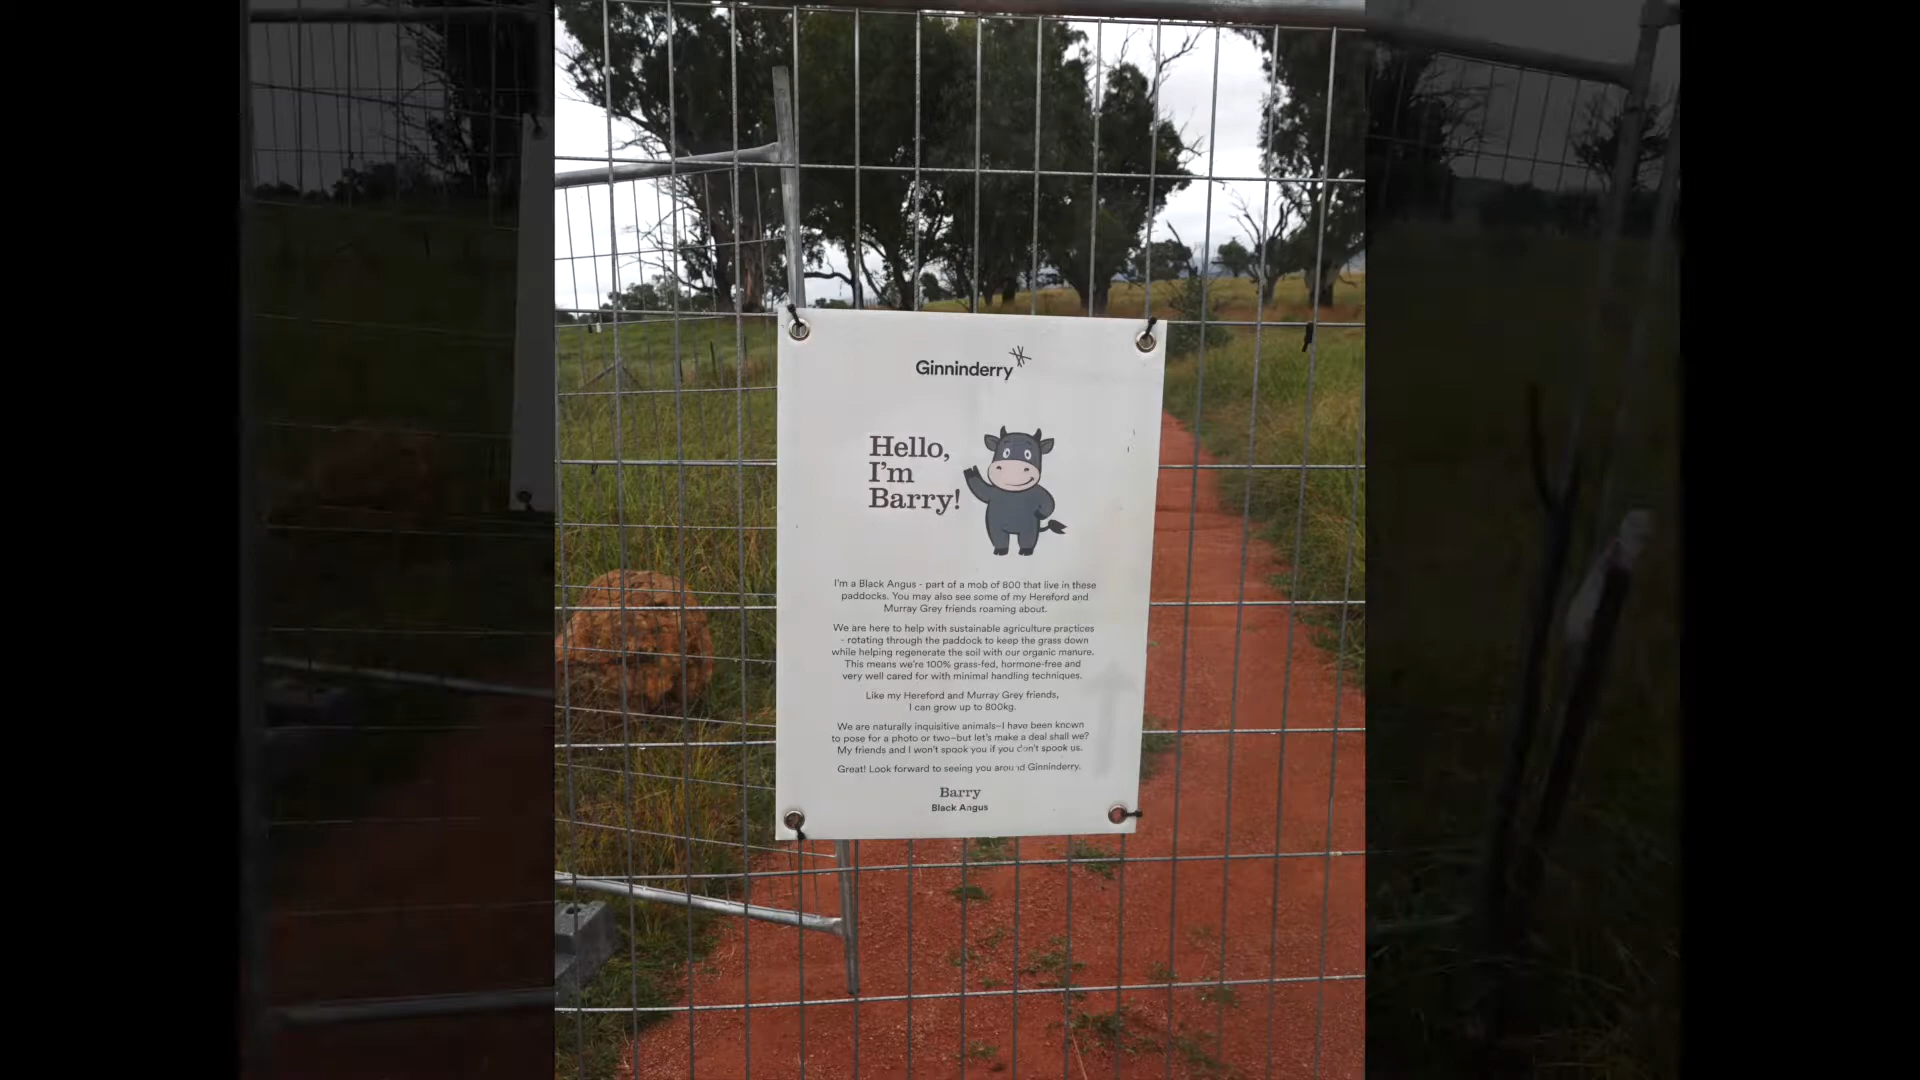 Ginninderry
Hello,
I'm
Barry!
I'm a Black Angus - part of a mob of 800 that live in these
paddocks. You may also see some of my Hereford and
Murray Grey friends roaming about.
We are here to help with sustainable agriculture practices
- rotating through the paddock to keep the grass down
while helping regenerate the soil with our organic manure.
This means we're 100% grass-fed, hormone-free and
very well cared for with minimal handling techniques.
Like my Hereford and Murray Grey friends,
I can grow up to 800kg.
We are naturally inquisitive animals–I have been known
to pose for a photo or two–but let's make a deal shall we?
My friends and I won't spook you if you don't spook us.
Great! Look forward to seeing you around Ginninderry.
Barry
Black Angus